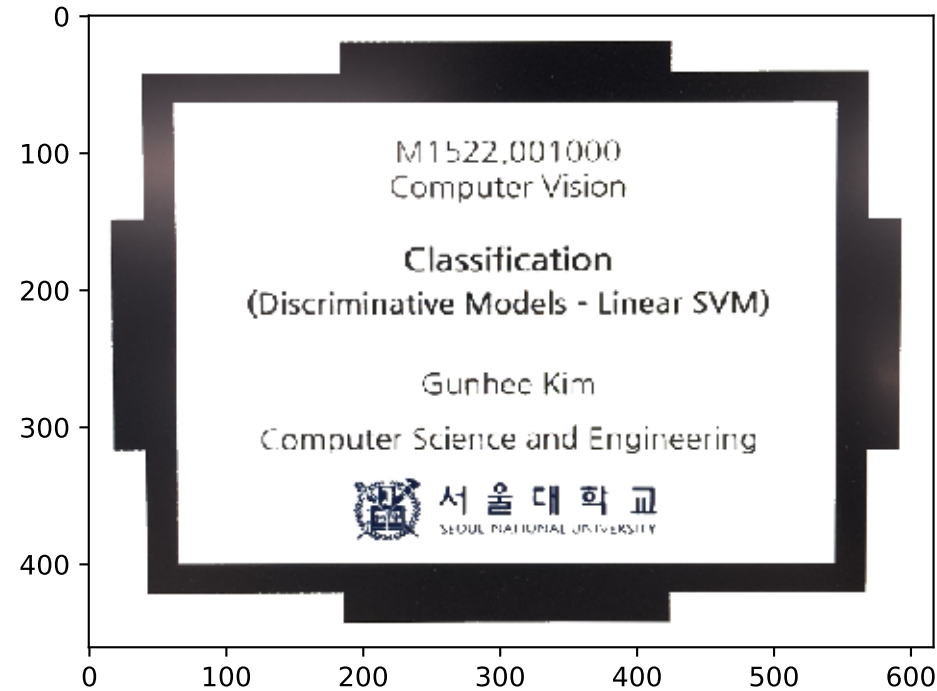 0
100
200
300
400
M1522.001000
Computer Vision
Classification
(Discriminative Models - Linear SVM)
Gunhee Kim
Computer Science and Engineering
서울대학교
SEOUL NATIONAL UNIVERSITY
0 100 200 300 400 500 600